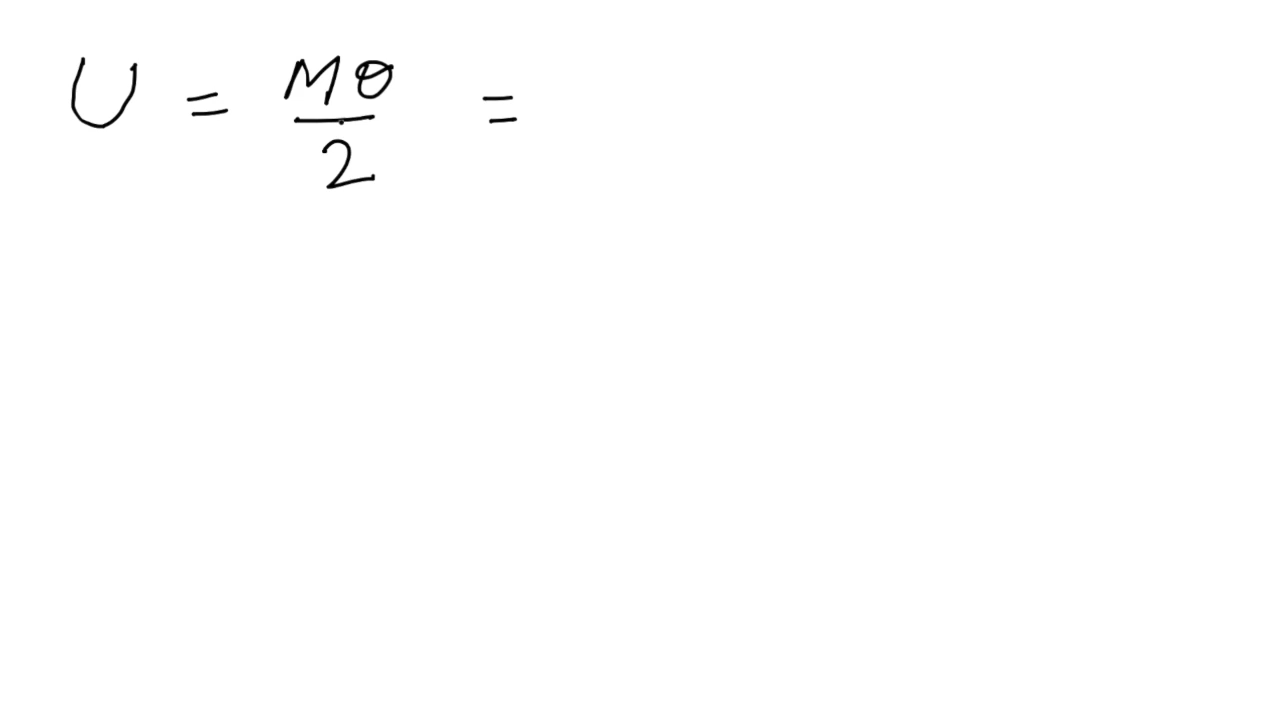 U = Mθ/2 =